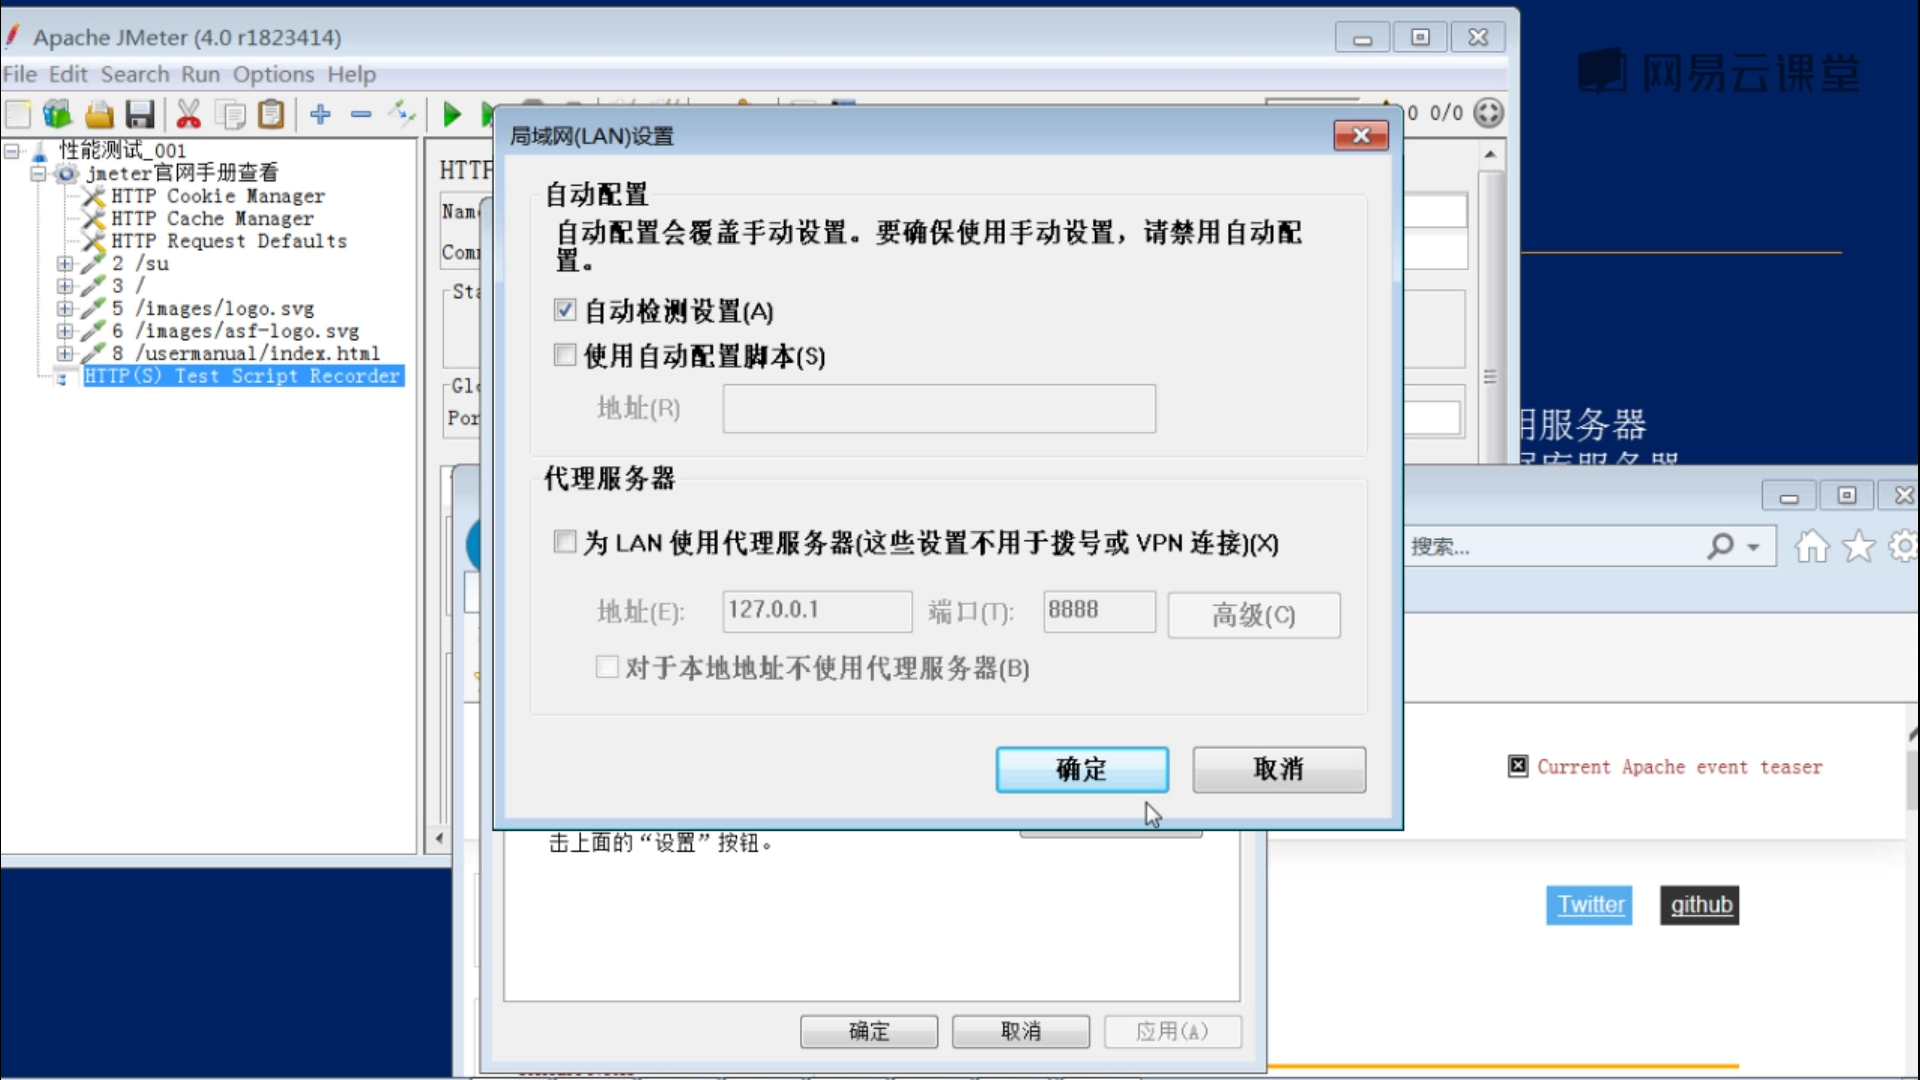 Apache JMeter (4.0 r1823414)
网易云课堂
File Edit Search Run Options Help
0 0/0
性能测试_001
jmeter官网手册查看
HTTP Cookie Manager
HTTP Cache Manager
HTTP Request Defaults
2 /su
3 /
5 /images/logo.svg
6 /images/asf-logo.svg
8 /usermanual/index.html
HTTP(S) Test Script Recorder
HTTP
局域网(LAN)设置
自动配置
自动配置会覆盖手动设置。要确保使用手动设置，请禁用自动配
置。
自动检测设置(A)
使用自动配置脚本(S)
地址(R)
代理服务器
为 LAN 使用代理服务器(这些设置不用于拨号或 VPN 连接)(X)
地址(E): 127.0.0.1 端口(T): 8888 高级(C)
对于本地地址不使用代理服务器(B)
确定 取消
用服务器
搜索...
Current Apache event teaser
Twitter github
击上面的“设置”按钮。
确定 取消 应用(A)